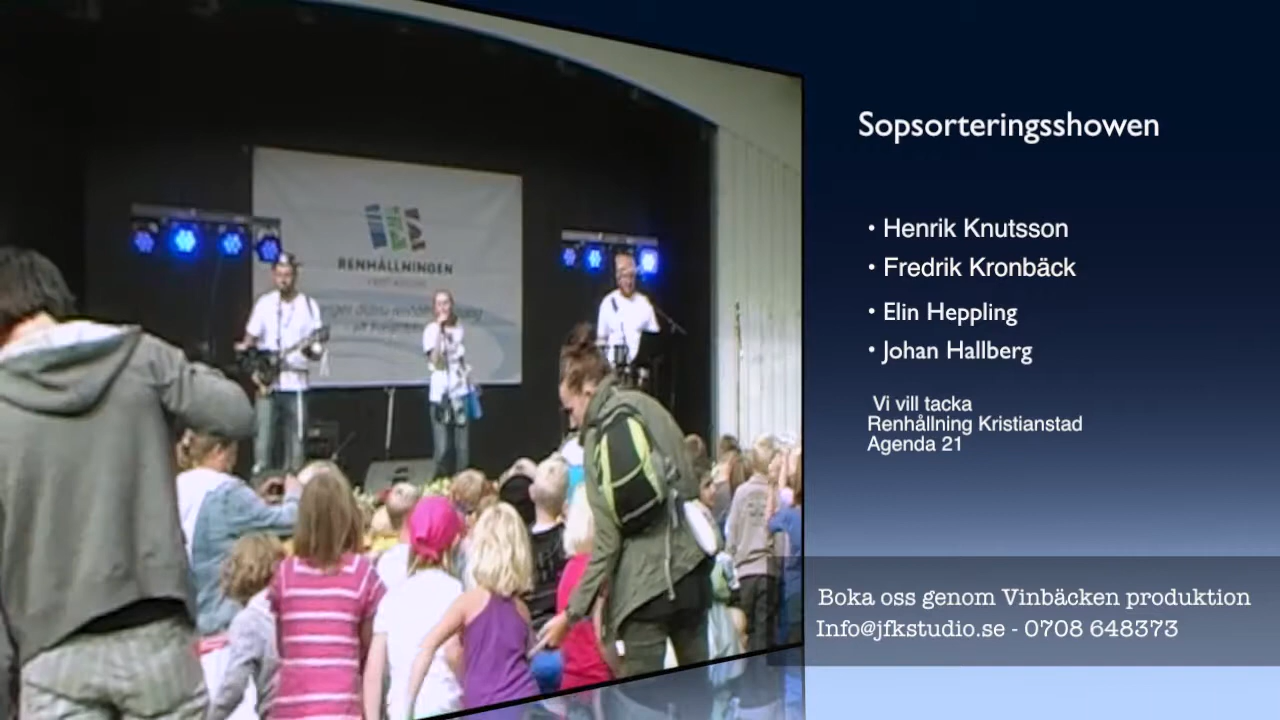 Sopsorteringsshowen
• Henrik Knutsson
• Fredrik Kronbäck
• Elin Heppling
• Johan Hallberg
Vi vill tacka
Renhållning Kristianstad
Agenda 21
Boka oss genom Vinbäcken produktion
Info@jfkstudio.se - 0708 648373
RENHÅLLNINGEN